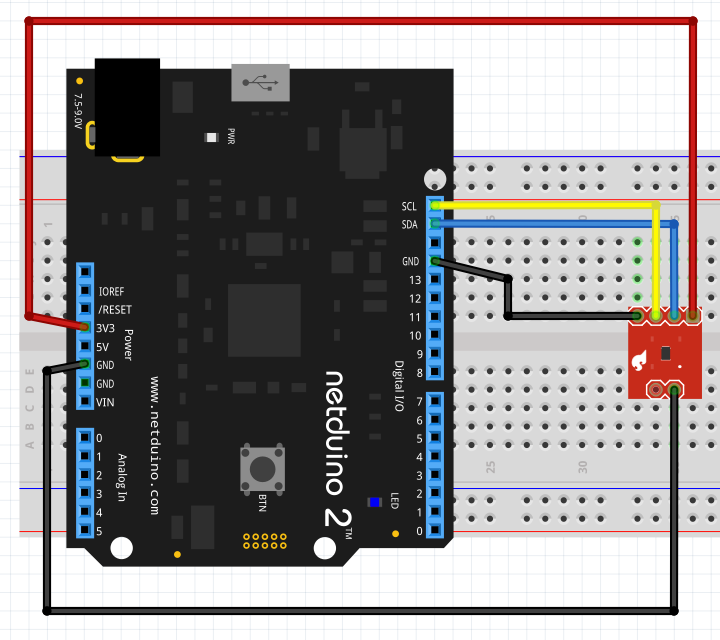 7.5-9.0V
PWR
SCL
SDA
GND
13
12
11
10
9
8
7
6
5
4
3
2
1
0
Digital I/O
IOREF
/RESET
3V3
5V
GND
GND
VIN
Power
0
1
2
3
4
5
Analog In
www.netduino.com
netduino 2™
BTN
LED
1
25
30
A B C D E